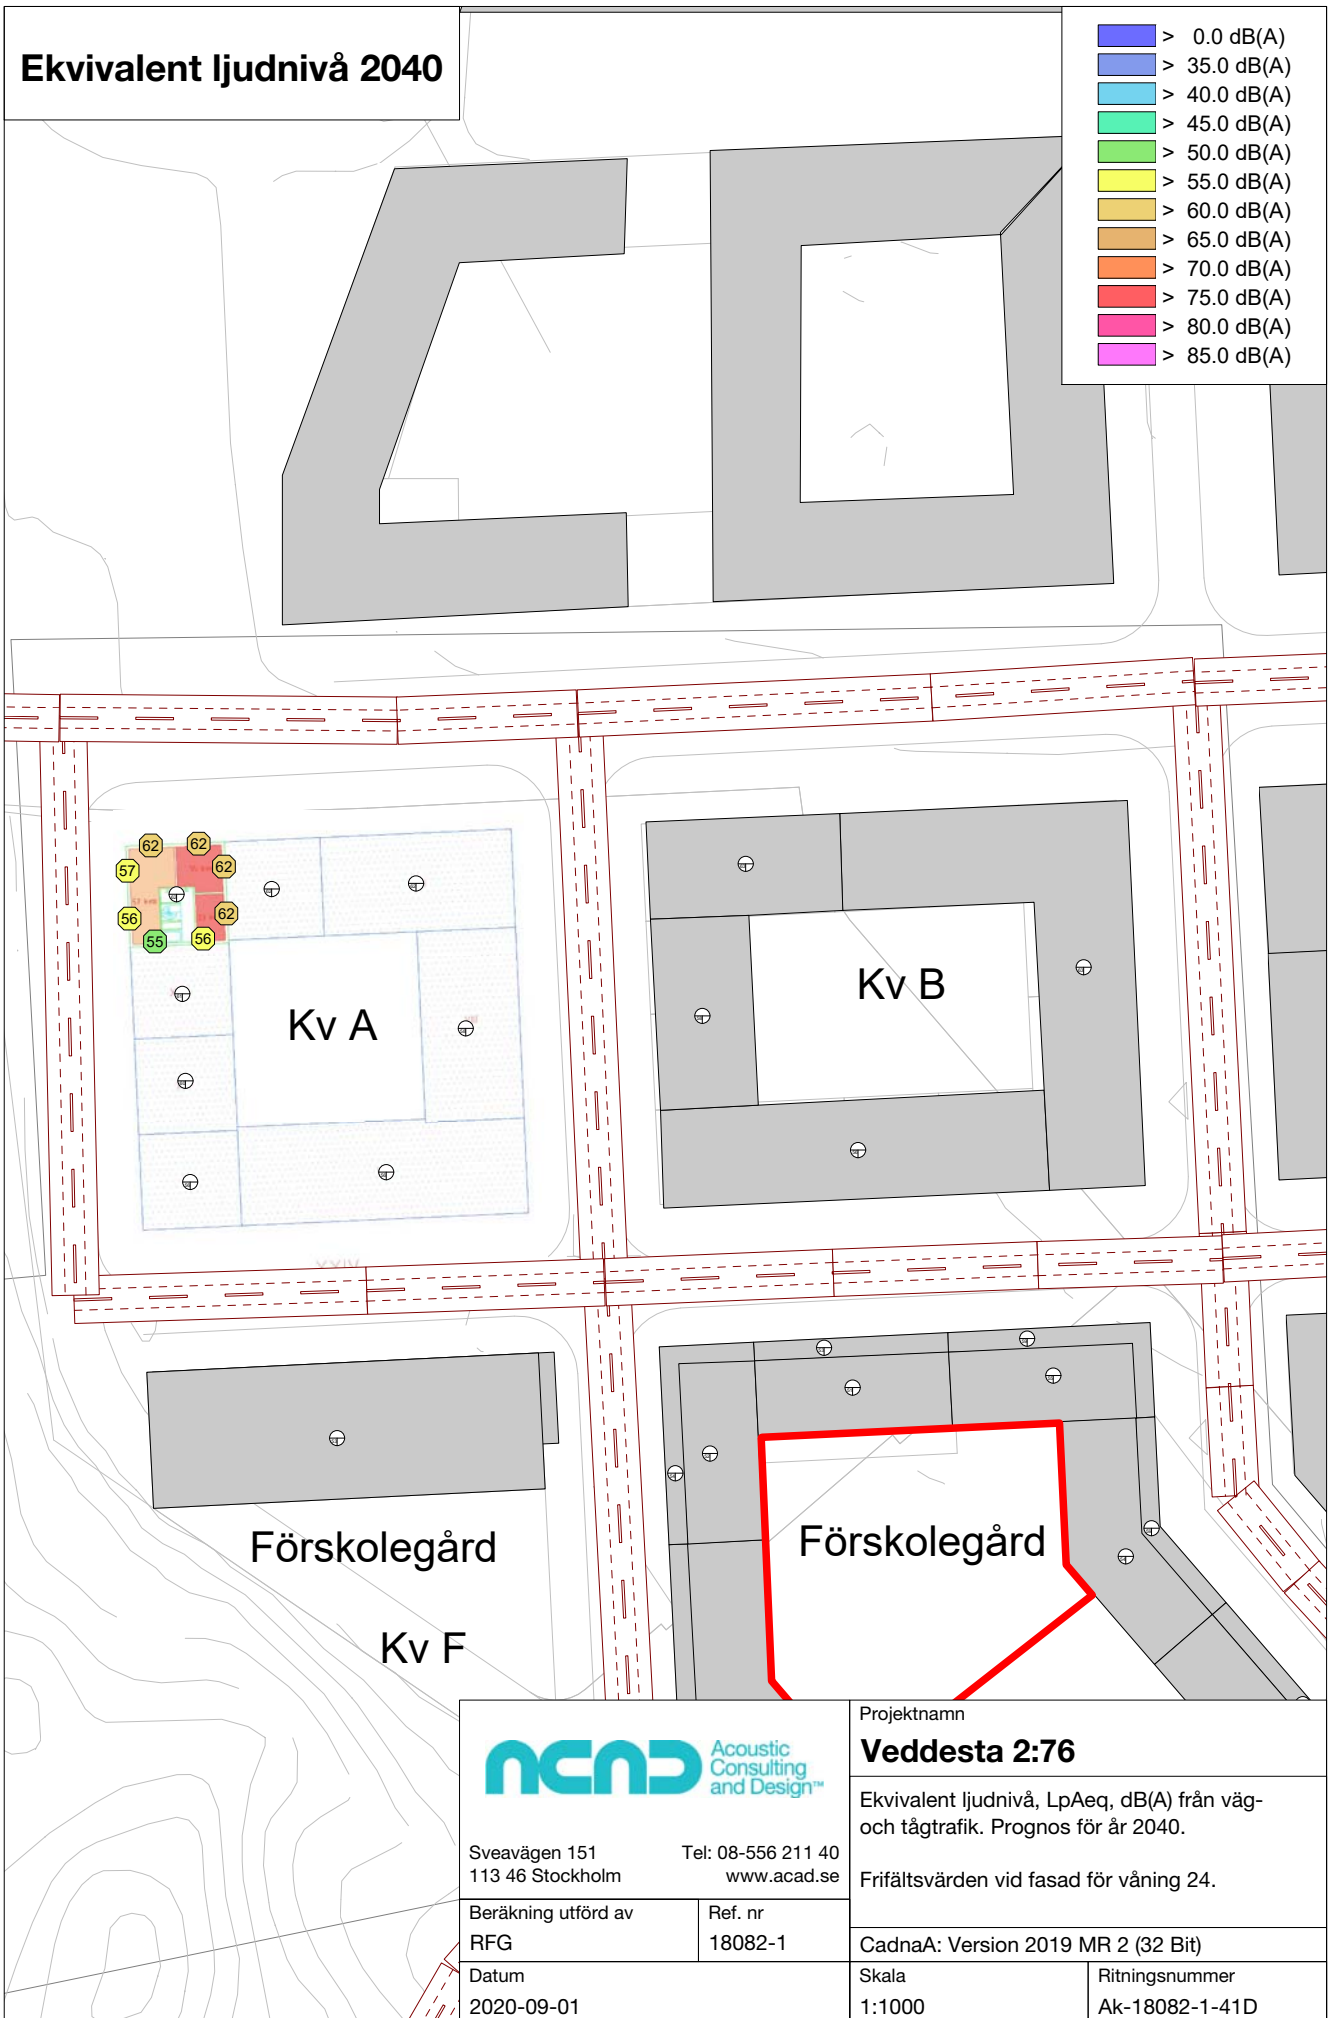 Ekvivalent ljudnivå 2040
> 0.0 dB(A)
> 35.0 dB(A)
> 40.0 dB(A)
> 45.0 dB(A)
> 50.0 dB(A)
> 55.0 dB(A)
> 60.0 dB(A)
> 65.0 dB(A)
> 70.0 dB(A)
> 75.0 dB(A)
> 80.0 dB(A)
> 85.0 dB(A)
62
62
57
62
56
62
55
56
Kv A
Kv B
XXIV
Förskolegård
Förskolegård
Kv F
ACAD
Acoustic
Consulting
and Design™
Sveavägen 151
113 46 Stockholm
Tel: 08-556 211 40
www.acad.se
Beräkning utförd av
RFG
Ref. nr
18082-1
Datum
2020-09-01
Projektnamn
Veddesta 2:76
Ekvivalent ljudnivå, LpAeq, dB(A) från väg-
och tågtrafik. Prognos för år 2040.
Frifältsvärden vid fasad för våning 24.
CadnaA: Version 2019 MR 2 (32 Bit)
Skala
1:1000
Ritningsnummer
Ak-18082-1-41D